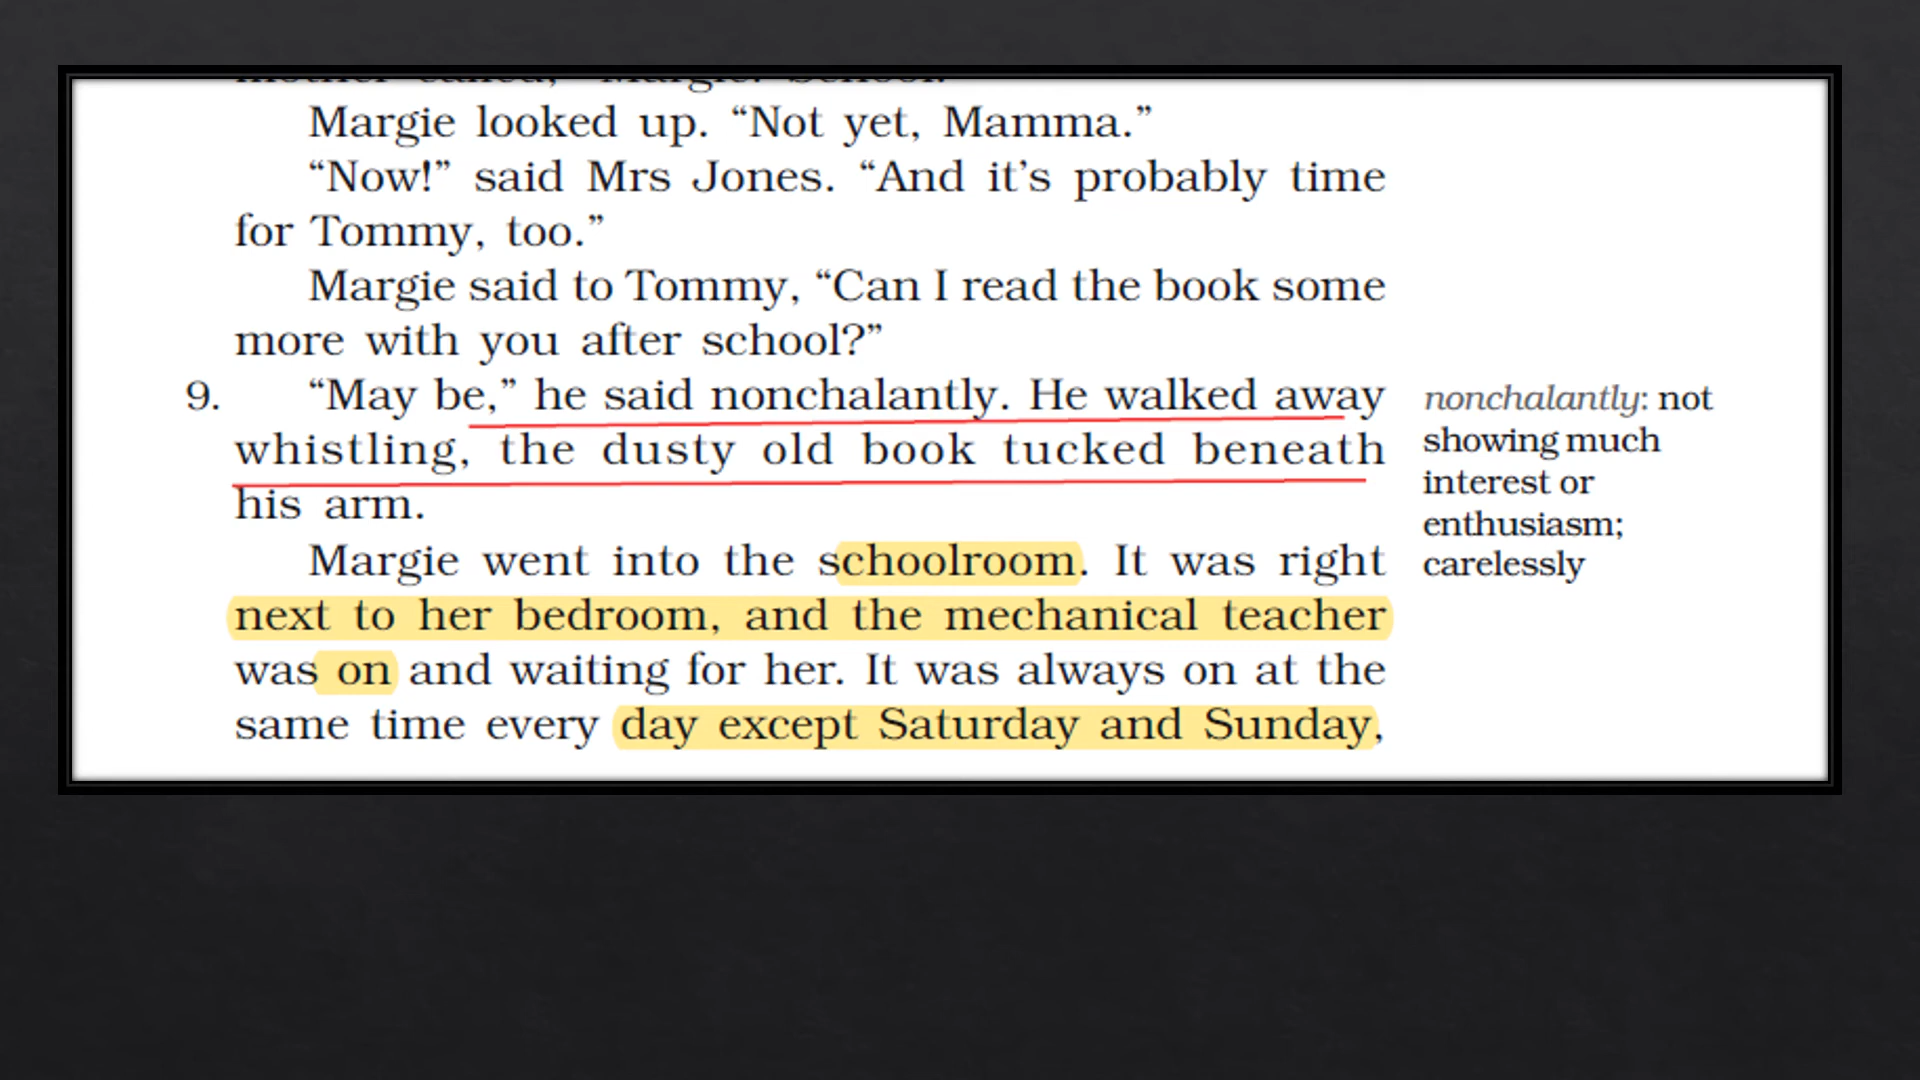 Margie looked up. “Not yet, Mamma.”
“Now!” said Mrs Jones. “And it’s probably time
for Tommy, too.”
Margie said to Tommy, “Can I read the book some
more with you after school?”
9. “May be,” he said nonchalantly. He walked away
whistling, the dusty old book tucked beneath
his arm.
Margie went into the schoolroom. It was right
next to her bedroom, and the mechanical teacher
was on and waiting for her. It was always on at the
same time every day except Saturday and Sunday,
nonchalantly: not
showing much
interest or
enthusiasm;
carelessly